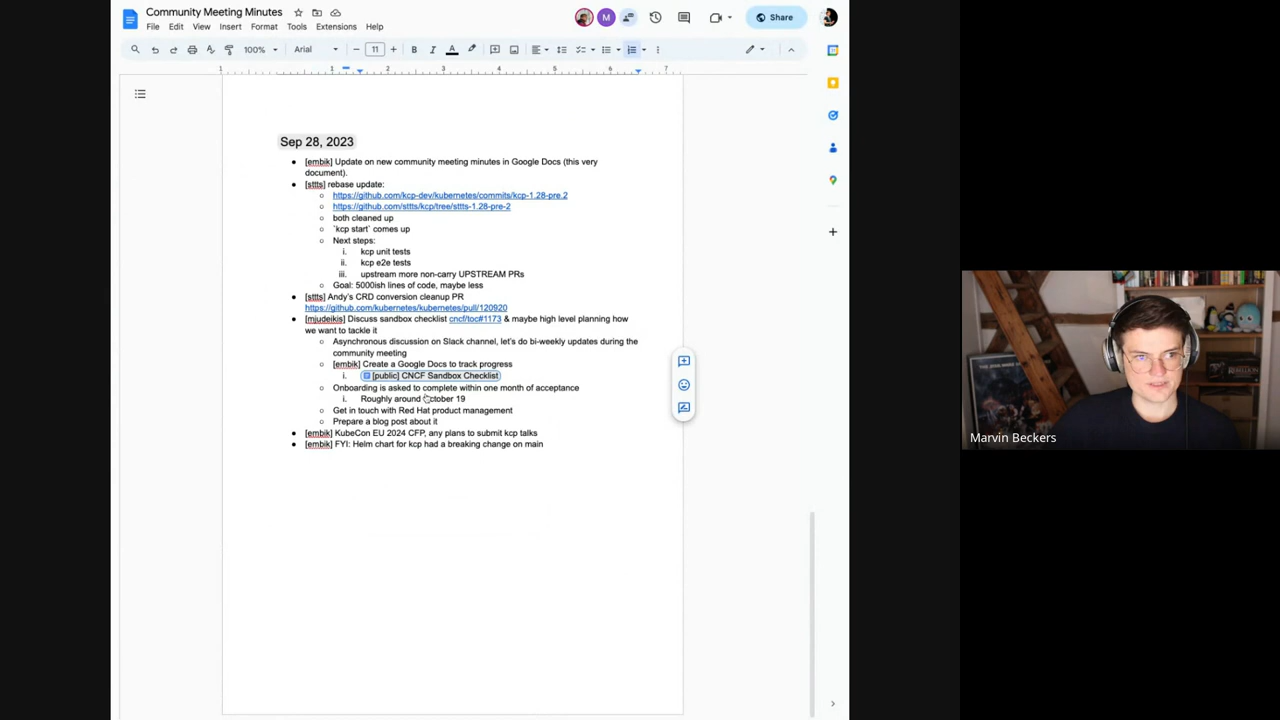 Community Meeting Minutes
File Edit View Insert Format Tools Extensions Help
M
Share
100% Arial 11
1 1 2 3 4 5 6 7
Sep 28, 2023
[embik] Update on new community meeting minutes in Google Docs (this very
document).
[sttts] rebase update:
https://github.com/kcp-dev/kubernetes/commits/kcp-1.28-pre.2
https://github.com/sttts/kcp/tree/sttts-1.28-pre-2
both cleaned up
`kcp start` comes up
Next steps:
i. kcp unit tests
ii. kcp e2e tests
iii. upstream more non-carry UPSTREAM PRs
Goal: 5000ish lines of code, maybe less
[sttts] Andy's CRD conversion cleanup PR
https://github.com/kubernetes/kubernetes/pull/120920
[mjudeikis] Discuss sandbox checklist cncf/toc#1173 & maybe high level planning how
we want to tackle it
Asynchronous discussion on Slack channel, let's do bi-weekly updates during the
community meeting
[embik] Create a Google Docs to track progress
i. [public] CNCF Sandbox Checklist
Onboarding is asked to complete within one month of acceptance
i. Roughly around October 19
Get in touch with Red Hat product management
Prepare a blog post about it
[embik] KubeCon EU 2024 CFP, any plans to submit kcp talks
[embik] FYI: Helm chart for kcp had a breaking change on main
Marvin Beckers